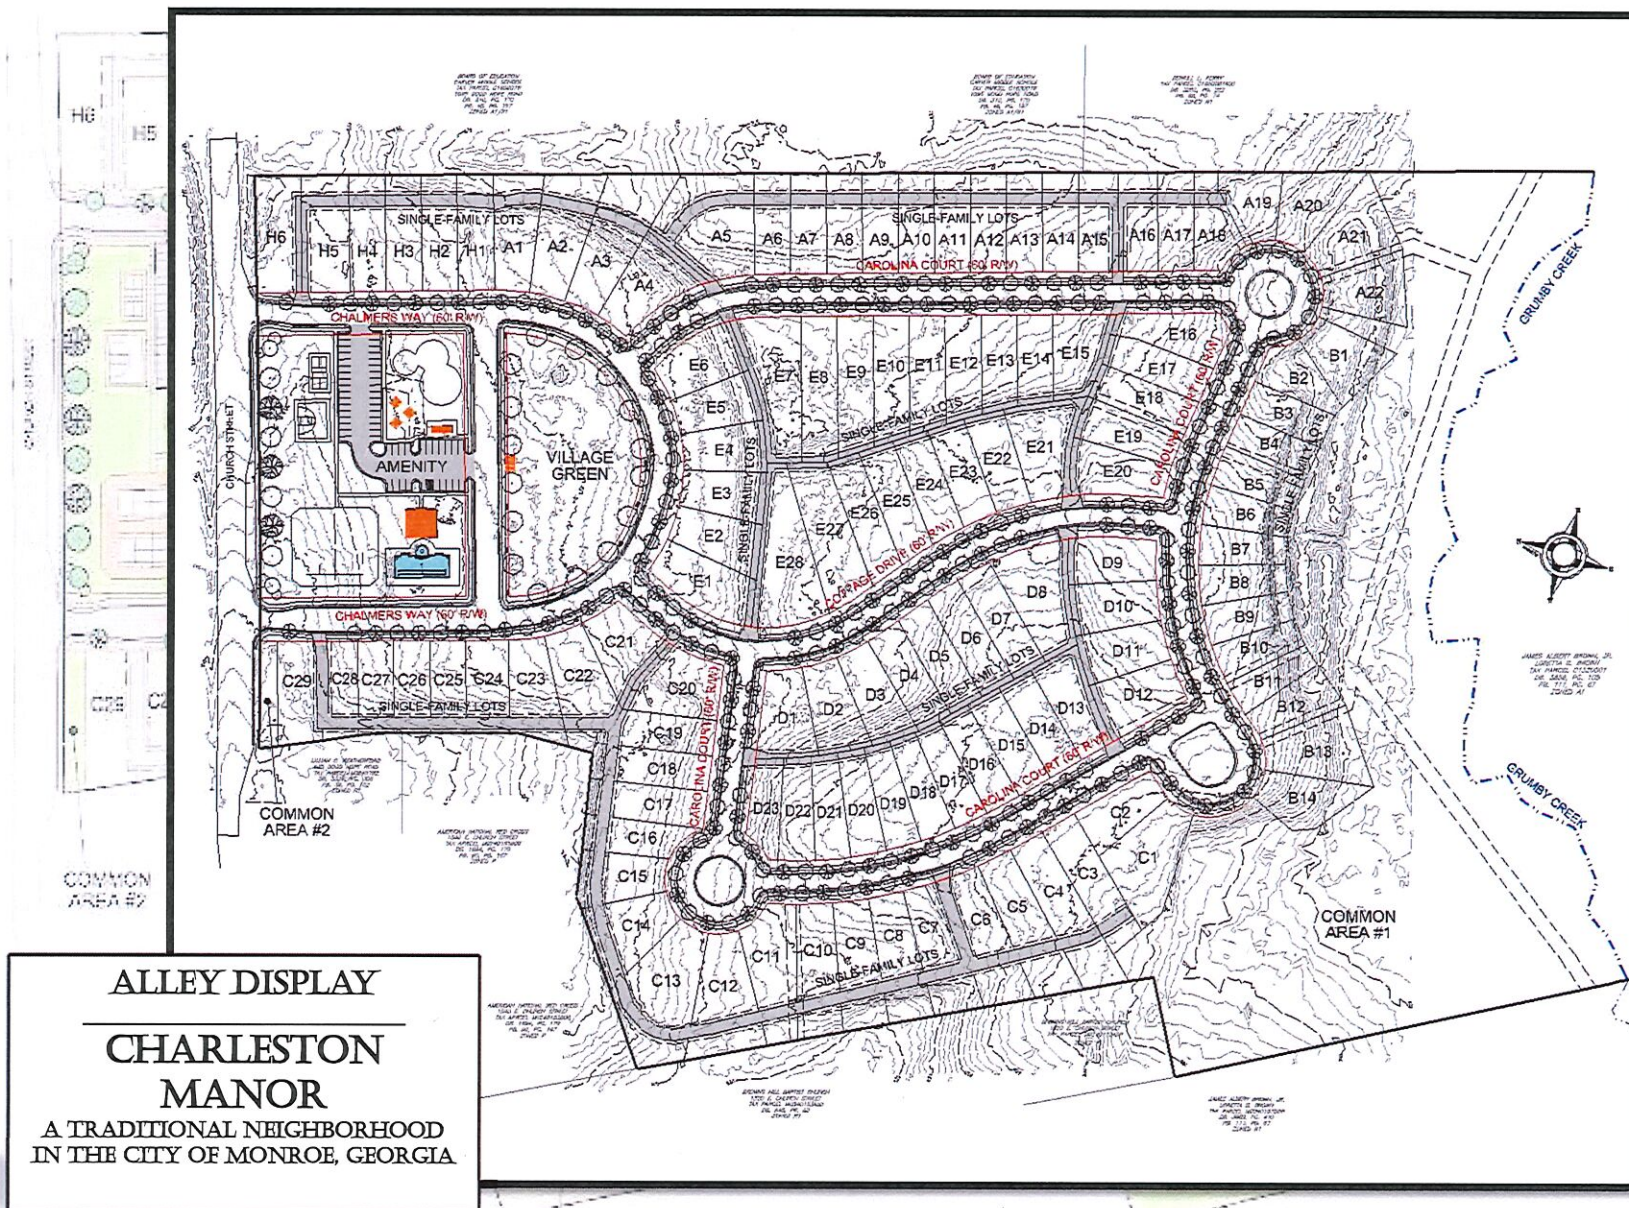 H6
H5
CHURCH STREET
H6
H5
H4
H3
H2
H1
A1
A2
A3
A4
SINGLE-FAMILY LOTS
A5
A6
A7
A8
A9
A10
A11
A12
A13
A14
A15
A16
A17
A18
A19
A20
A21
A22
SINGLE-FAMILY LOTS
CAROLINA COURT (60' R/W)
CHALMERS WAY (60' R/W)
GRUMBY CREEK
B1
B2
B3
B4
B5
B6
B7
B8
B9
B10
B11
B12
B13
B14
SINGLE FAMILY LOTS
E6
E5
E4
E3
E2
E1
SINGLE-FAMILY LOTS
E7
E8
E9
E10
E11
E12
E13
E14
E15
E16
E17
E18
E19
E20
CAROLINA COURT (60' R/W)
SINGLE-FAMILY LOTS
E21
E22
E23
E24
E25
E26
E27
E28
VILLAGE
GREEN
AMENITY
CHURCH STREET
COTTAGE DRIVE (60' R/W)
CHALMERS WAY (60' R/W)
D9
D10
D11
D12
D8
D7
D6
D5
D4
D3
D2
D1
SINGLE-FAMILY LOTS
D13
D14
D15
D16
D17
D18
D19
D20
D21
D22
D23
CAROLINA COURT (60' R/W)
C29
C28
C27
C26
C25
C24
C23
C22
C21
SINGLE-FAMILY LOTS
C20
C19
C18
C17
C16
C15
C14
C13
C12
C11
C10
C9
C8
C7
C6
C5
C4
C3
C2
C1
CAROLINA COURT (60' R/W)
SINGLE-FAMILY LOTS
COMMON
AREA #2
COMMON
AREA #1
GRUMBY CREEK
COMMON
AREA #2
ALLEY DISPLAY
CHARLESTON
MANOR
A TRADITIONAL NEIGHBORHOOD
IN THE CITY OF MONROE, GEORGIA